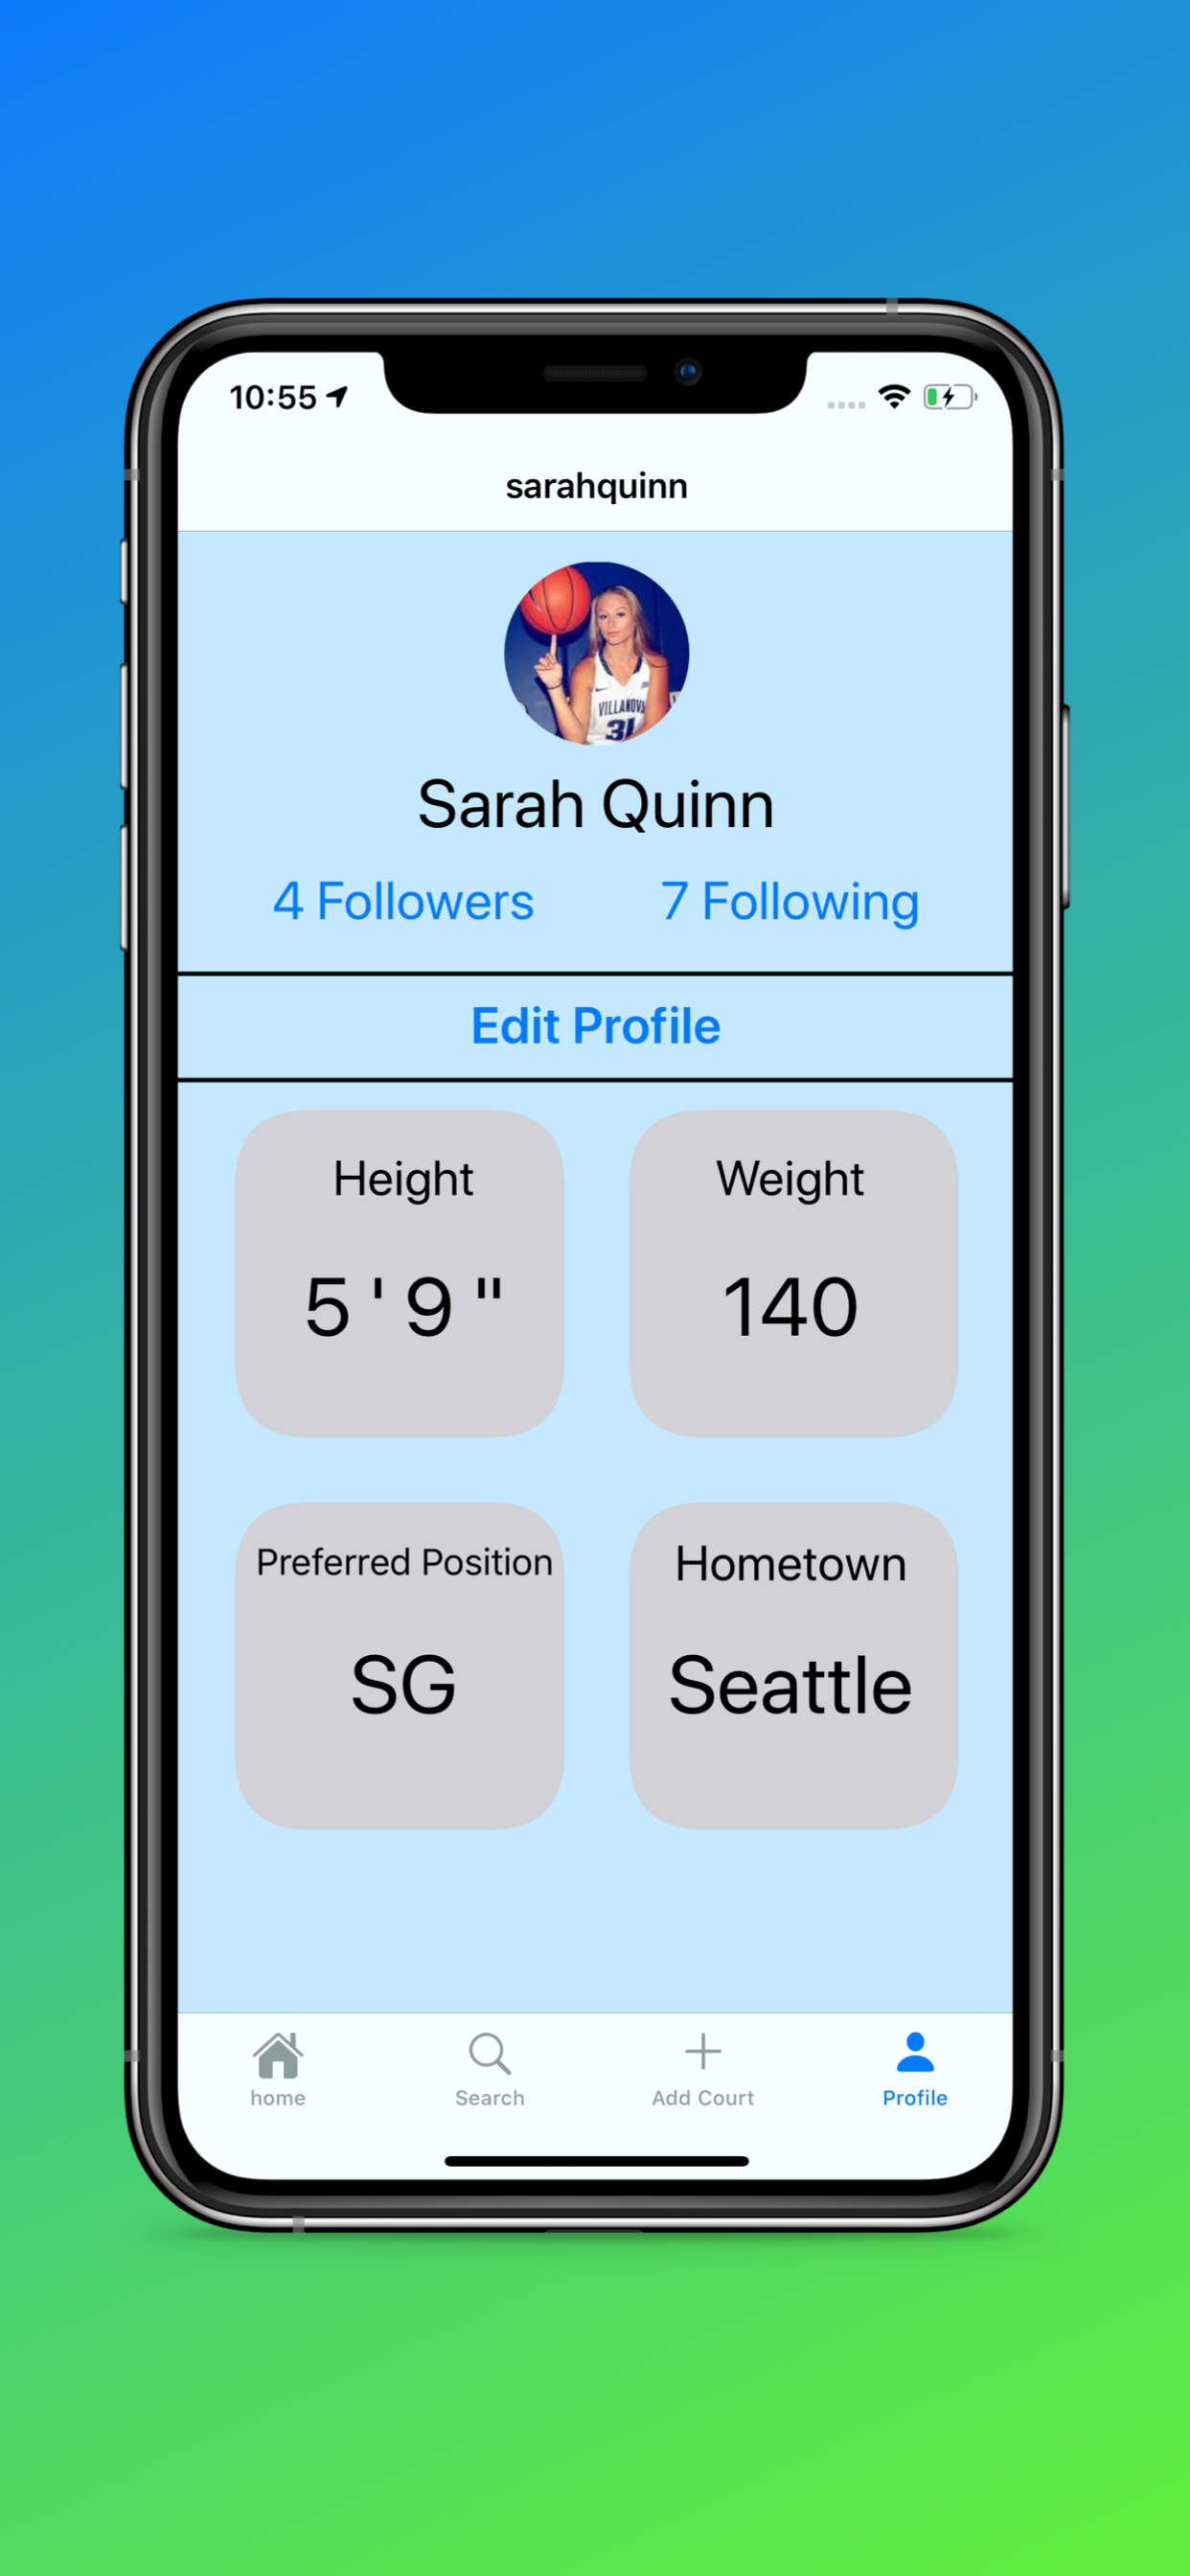 10:55
sarahquinn
VILLANOVA
31
Sarah Quinn
4 Followers 7 Following
Edit Profile
Height Weight
5'9" 140
Preferred Position Hometown
SG Seattle
home Search Add Court Profile